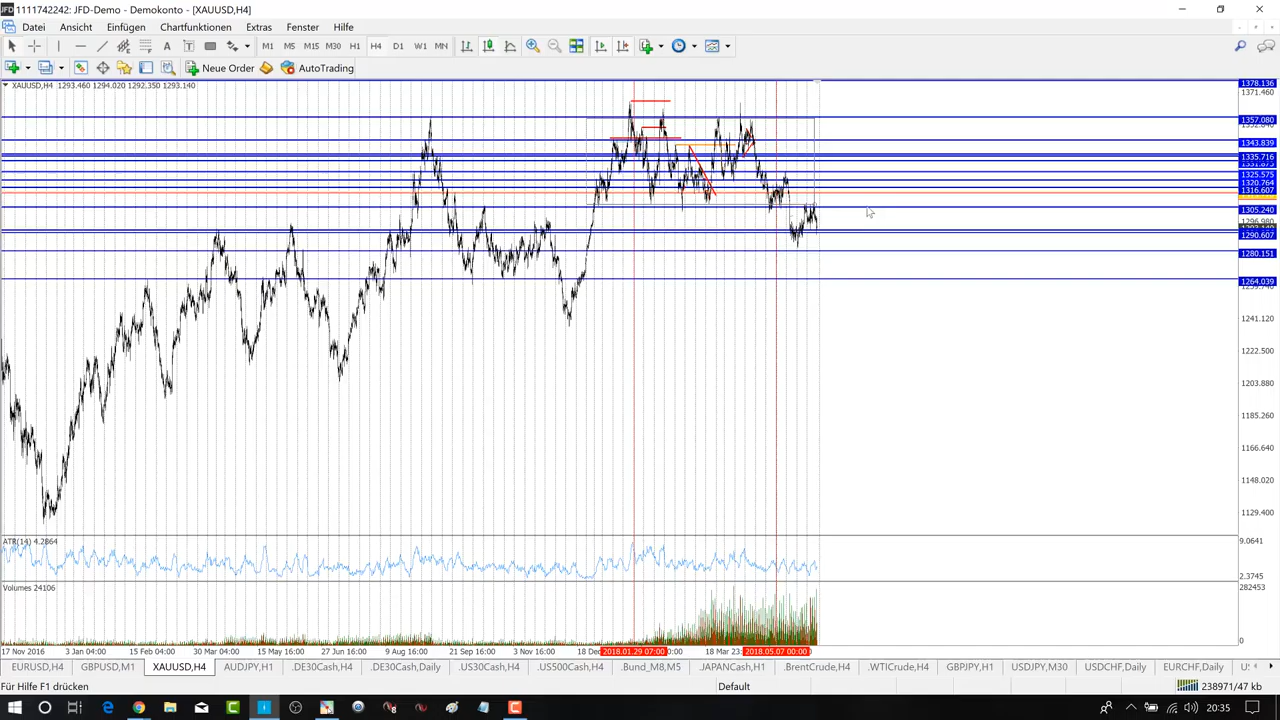 1111742242: JFD-Demo - Demokonto - [XAUUSD,H4]
Datei Ansicht Einfügen Chartfunktionen Extras Fenster Hilfe
M1 M5 M15 M30 H1 H4 D1 W1 MN
New Order AutoTrading
XAUUSD,H4 1293.460 1294.020 1292.350 1293.140
1378.136
1371.460
1357.080
1343.839
1335.716
1325.575
1320.764
1316.607
1305.240
1296.980
1290.607
1280.151
1264.039
1241.120
1222.500
1203.880
1185.260
1166.640
1148.020
1129.400
ATR(14) 4.2864
9.0641
2.3745
Volumes 24106
282453
0
17 Nov 2016 3 Jan 04:00 15 Feb 04:00 30 Mar 04:00 15 May 16:00 27 Jun 16:00 9 Aug 16:00 21 Sep 16:00 3 Nov 16:00 18 Dec 2018.01.29 07:00 0:00 18 Mar 23: 2018.05.07 00:00
EURUSD,H4 GBPUSD,M1 XAUUSD,H4 AUDJPY,H1 .DE30Cash,H4 .DE30Cash,Daily .US30Cash,H4 .US500Cash,H4 .Bund_M8,M5 .JAPANCash,H1 .BrentCrude,H4 .WTICrude,H4 GBPJPY,H1 USDJPY,M30 USDCHF,Daily EURCHF,Daily
Für Hilfe F1 drücken Default 238971/47 kb
20:35